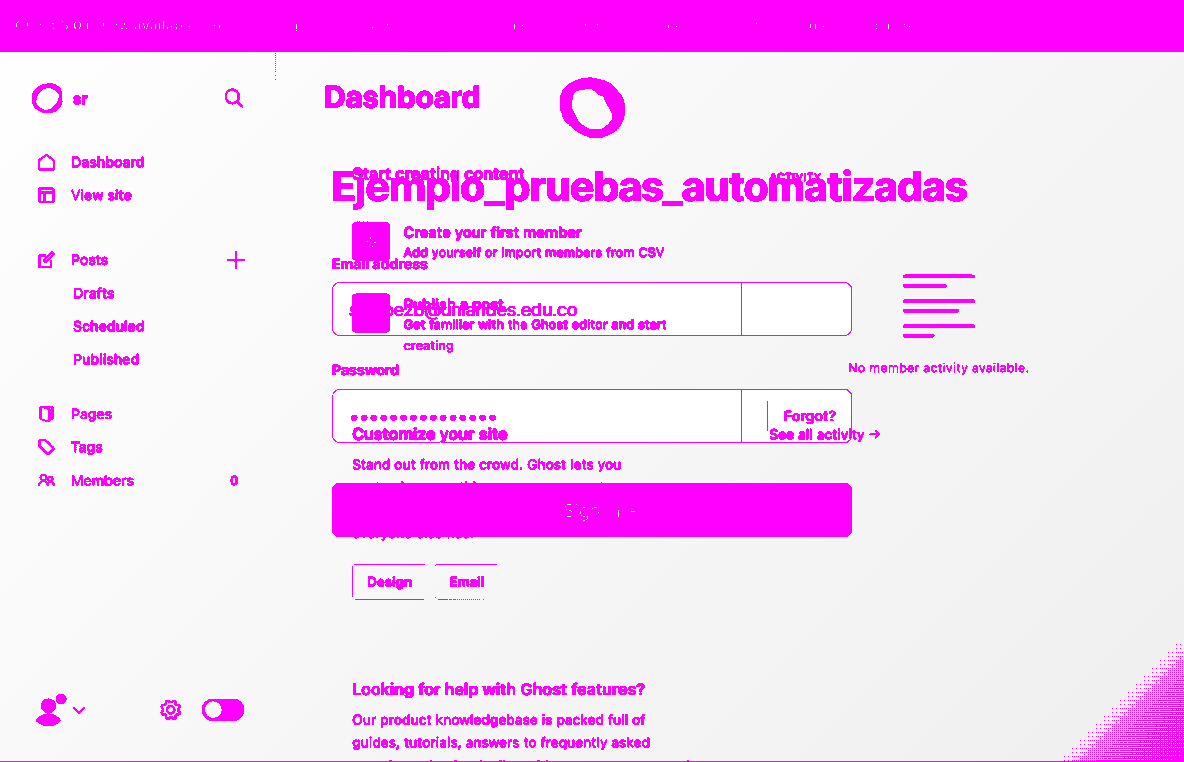 sr
Dashboard
View site
Posts
Drafts
Scheduled
Published
Pages
Tags
Members 0
Dashboard
Start creating content
ACTIVITY
Ejemplo_pruebas_automatizadas
Create your first member
Add yourself or import members from CSV
Email address
Publish a post
@uniandes.edu.co
Get familiar with the Ghost editor and start
creating
No member activity available.
Password
Forgot?
Customize your site
See all activity →
Stand out from the crowd. Ghost lets you
Sign in
Design Email
Looking for help with Ghost features?
Our product knowledgebase is packed full of
guides, tutorials, answers to frequently asked